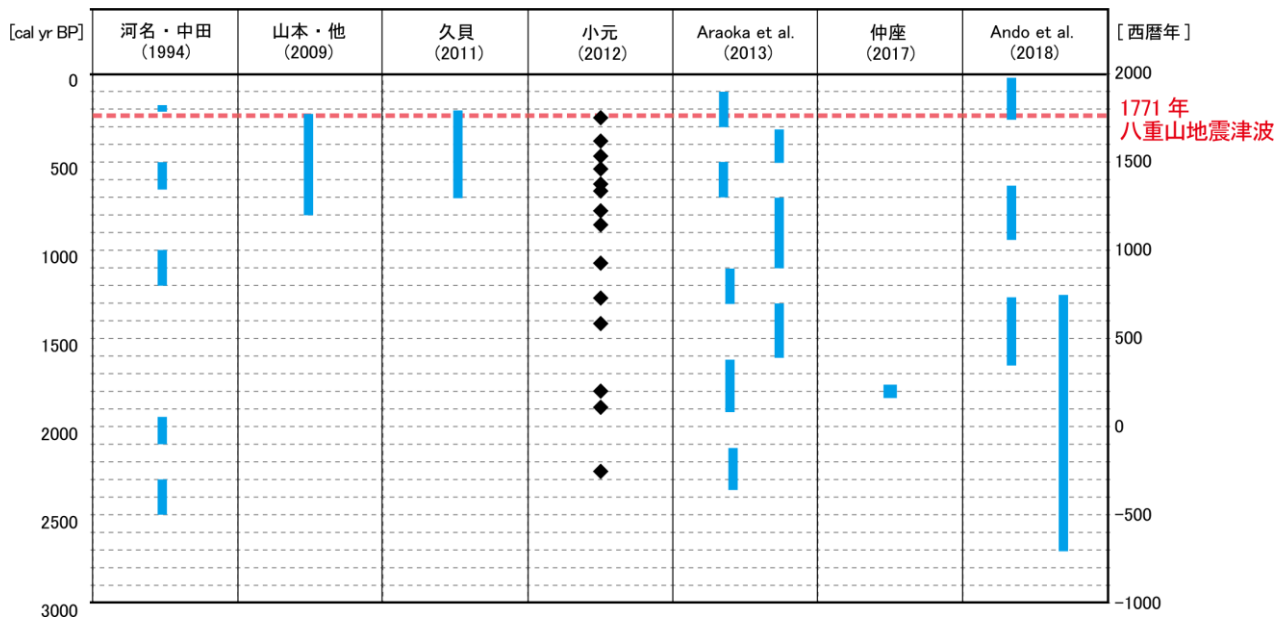 [cal yr BP]
河名・中田
（1994）
山本・他
（2009）
久貝
（2011）
小元
（2012）
Araoka et al.
（2013）
仲座
（2017）
Ando et al.
（2018）
[ 西暦年 ]
0
500
1000
1500
2000
2500
3000
2000
1771 年
八重山地震津波
1500
1000
500
0
−500
−1000